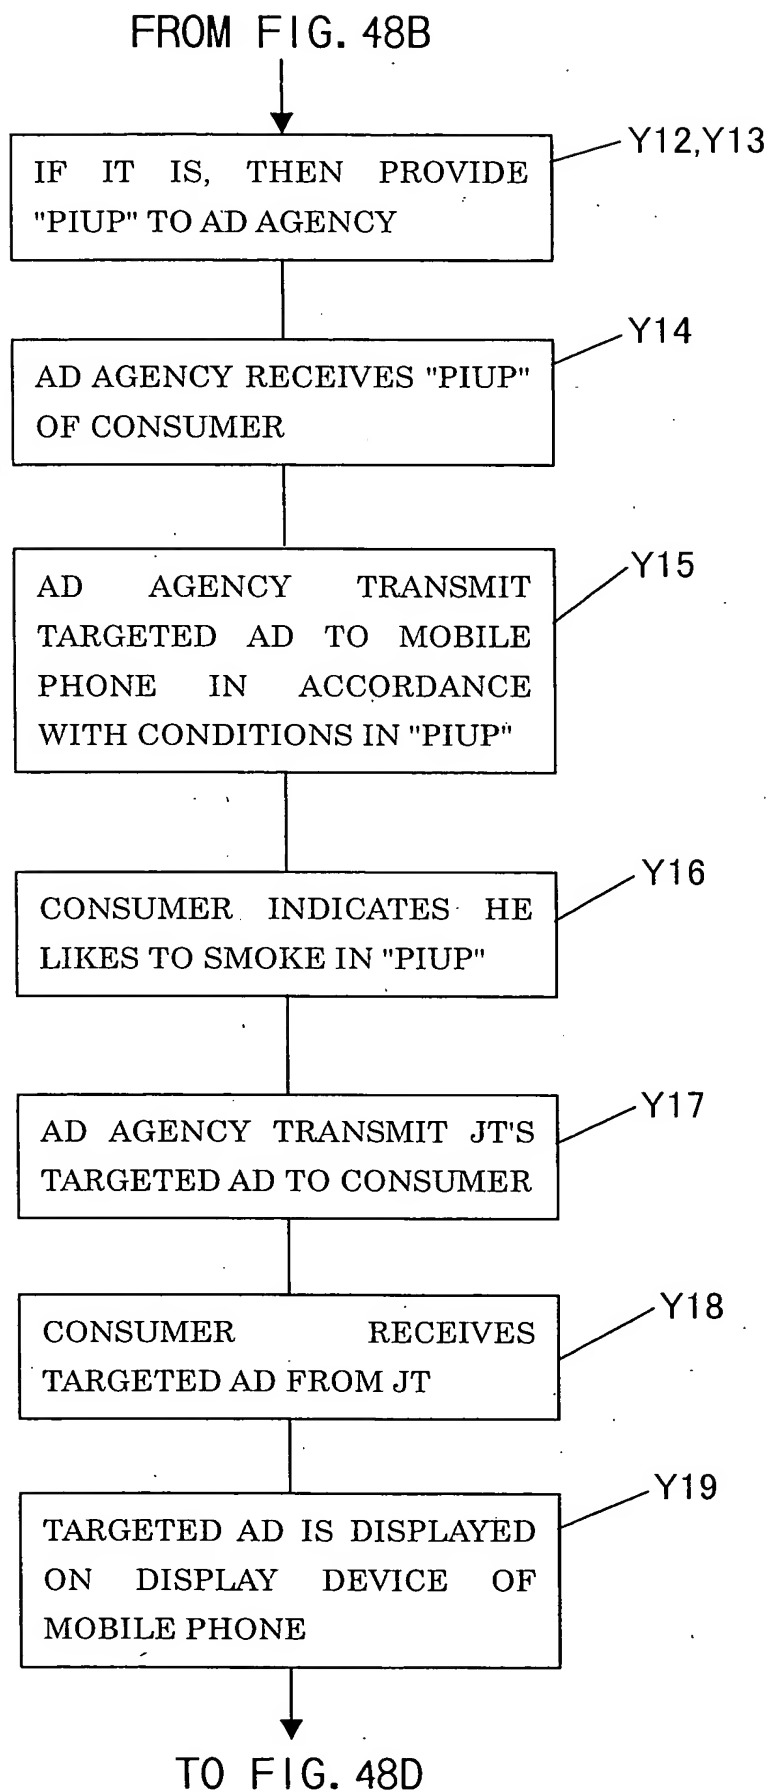 FROM FIG. 48B
Y12,Y13
IF IT IS, THEN PROVIDE
"PIUP" TO AD AGENCY
Y14
AD AGENCY RECEIVES "PIUP"
OF CONSUMER
Y15
AD AGENCY TRANSMIT
TARGETED AD TO MOBILE
PHONE IN ACCORDANCE
WITH CONDITIONS IN "PIUP"
Y16
CONSUMER INDICATES HE
LIKES TO SMOKE IN "PIUP"
Y17
AD AGENCY TRANSMIT JT'S
TARGETED AD TO CONSUMER
Y18
CONSUMER RECEIVES
TARGETED AD FROM JT
Y19
TARGETED AD IS DISPLAYED
ON DISPLAY DEVICE OF
MOBILE PHONE
TO FIG. 48D